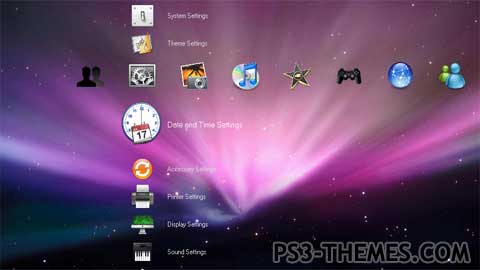 System Settings
Theme Settings
17
Date and Time Settings
Accessory Settings
Printer Settings
Display Settings
Sound Settings
PS3-THEMES.COM